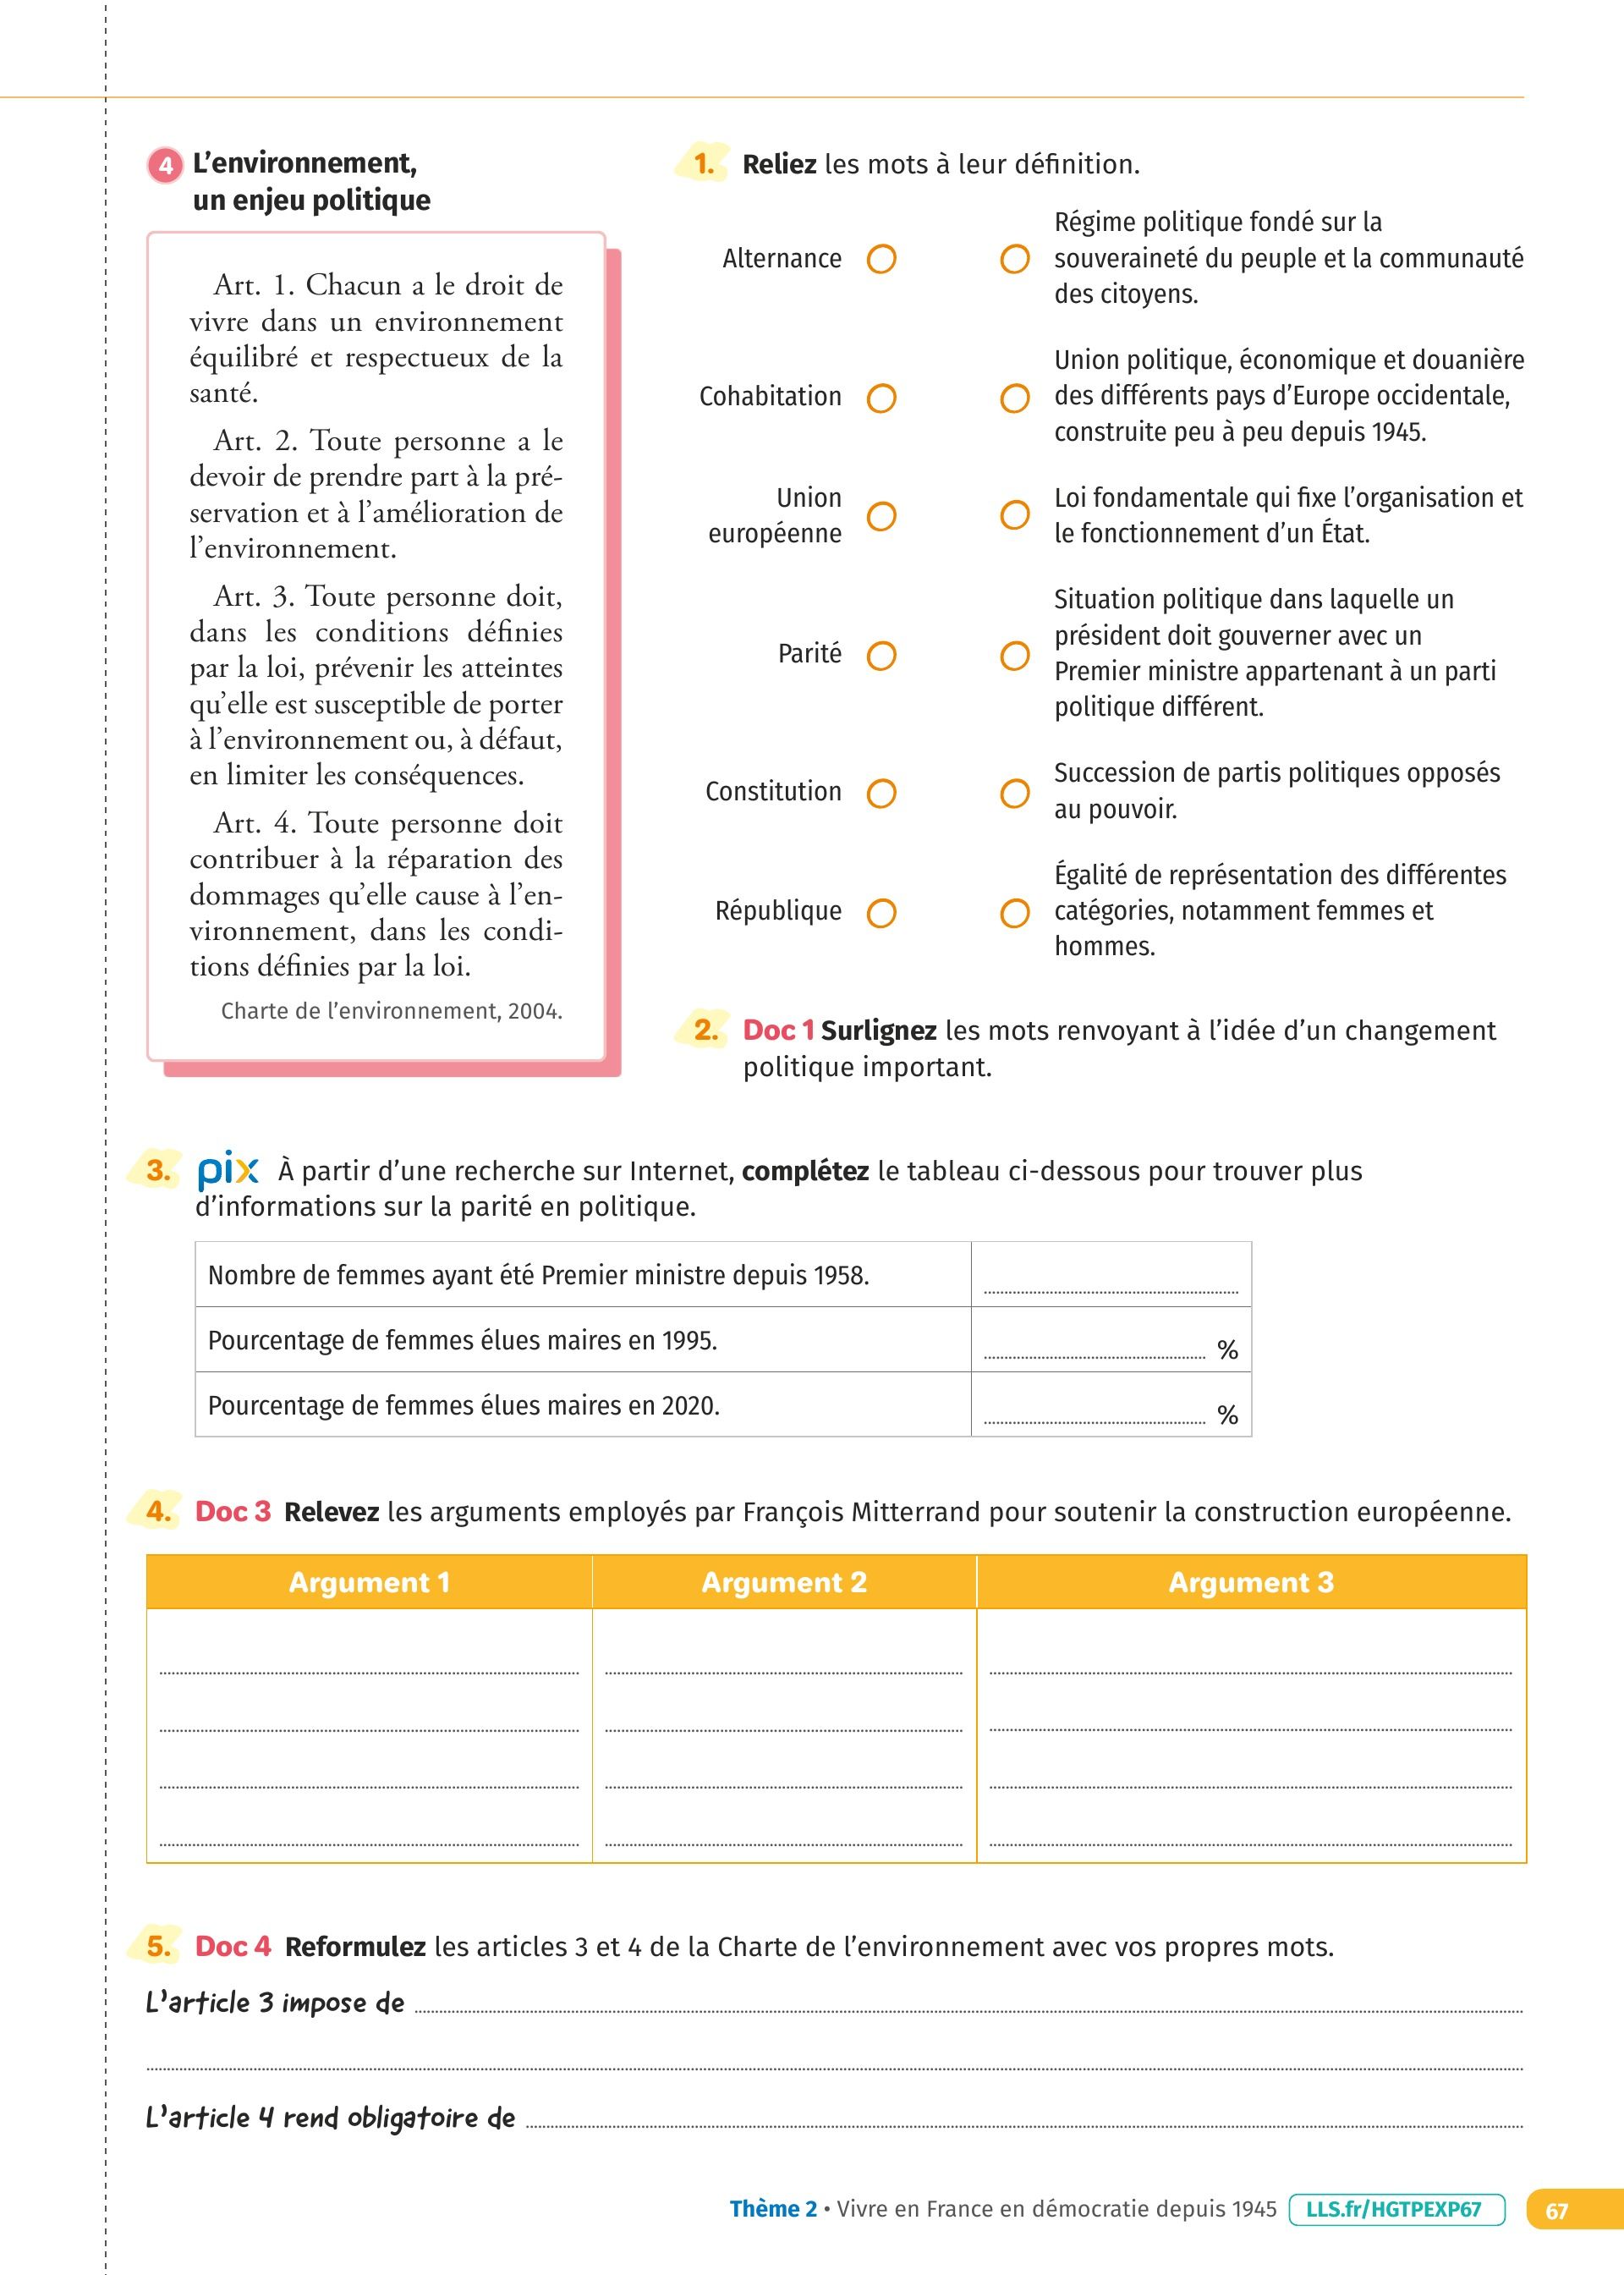 4 L'environnement,
un enjeu politique
Art. 1. Chacun a le droit de
vivre dans un environnement
équilibré et respectueux de la
santé.
Art. 2. Toute personne a le
devoir de prendre part à la pré-
servation et à l'amélioration de
l'environnement.
Art. 3. Toute personne doit,
dans les conditions définies
par la loi, prévenir les atteintes
qu'elle est susceptible de porter
à l'environnement ou, à défaut,
en limiter les conséquences.
Art. 4. Toute personne doit
contribuer à la réparation des
dommages qu'elle cause à l'en-
vironnement, dans les condi-
tions définies par la loi.
Charte de l'environnement, 2004.
1. Reliez les mots à leur définition.
Alternance
Régime politique fondé sur la
souveraineté du peuple et la communauté
des citoyens.
Cohabitation
Union politique, économique et douanière
des différents pays d'Europe occidentale,
construite peu à peu depuis 1945.
Union
européenne
Loi fondamentale qui fixe l'organisation et
le fonctionnement d'un État.
Parité
Situation politique dans laquelle un
président doit gouverner avec un
Premier ministre appartenant à un parti
politique différent.
Constitution
Succession de partis politiques opposés
au pouvoir.
République
Égalité de représentation des différentes
catégories, notamment femmes et
hommes.
2. Doc 1 Surlignez les mots renvoyant à l'idée d'un changement
politique important.
3. pix À partir d'une recherche sur Internet, complétez le tableau ci-dessous pour trouver plus
d'informations sur la parité en politique.
Nombre de femmes ayant été Premier ministre depuis 1958.
Pourcentage de femmes élues maires en 1995. %
Pourcentage de femmes élues maires en 2020. %
4. Doc 3 Relevez les arguments employés par François Mitterrand pour soutenir la construction européenne.
Argument 1 Argument 2 Argument 3
5. Doc 4 Reformulez les articles 3 et 4 de la Charte de l'environnement avec vos propres mots.
L'article 3 impose de
L'article 4 rend obligatoire de
Thème 2 • Vivre en France en démocratie depuis 1945 LLS.fr/HGTPEXP67 67